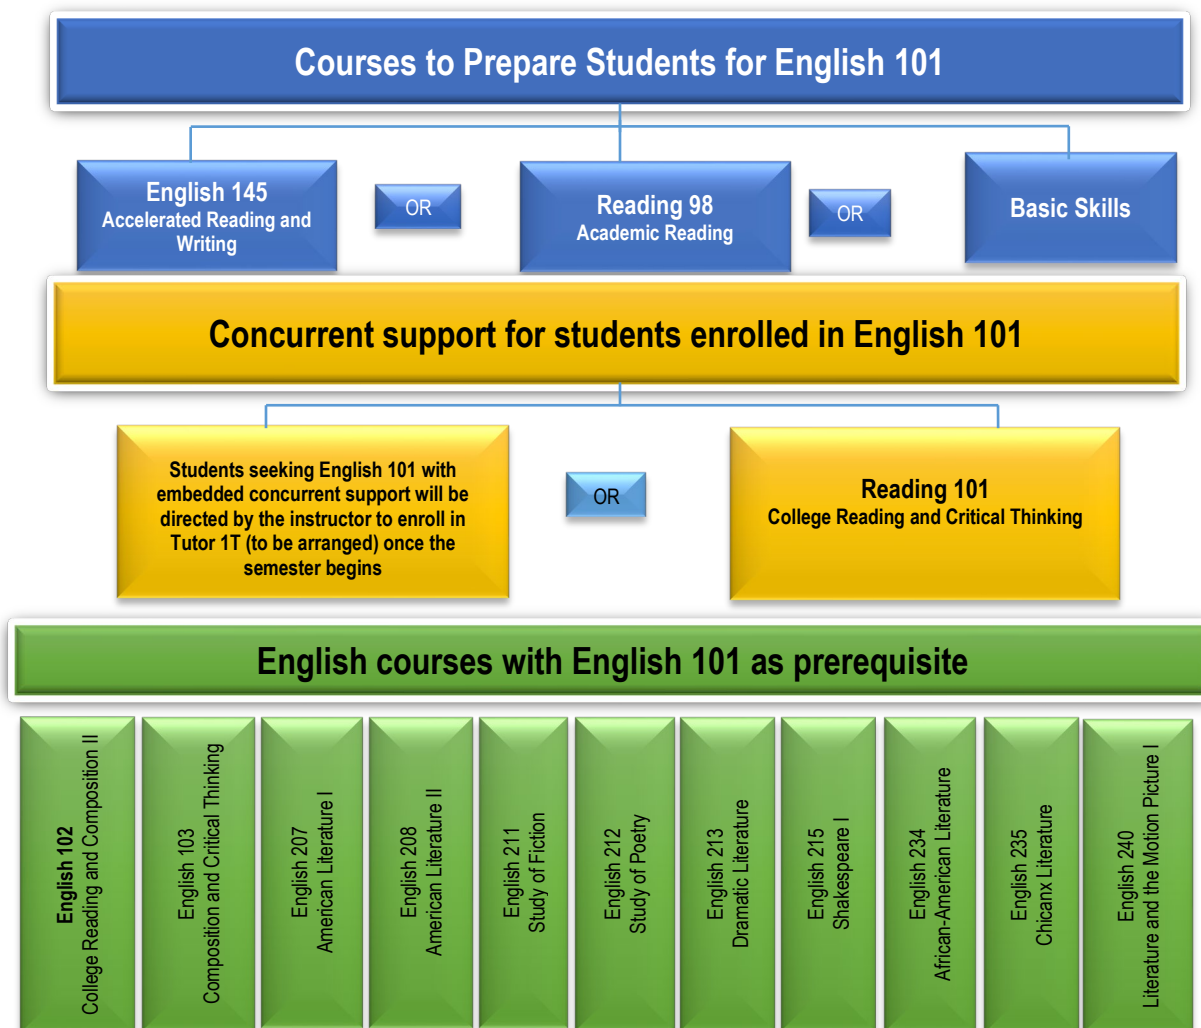 Courses to Prepare Students for English 101
English 145
Accelerated Reading and
Writing
OR
Reading 98
Academic Reading
OR
Basic Skills
Concurrent support for students enrolled in English 101
Students seeking English 101 with
embedded concurrent support will be
directed by the instructor to enroll in
Tutor 1T (to be arranged) once the
semester begins
OR
Reading 101
College Reading and Critical Thinking
English courses with English 101 as prerequisite
English 102
College Reading and Composition II
English 103
Composition and Critical Thinking
English 207
American Literature I
English 208
American Literature II
English 211
Study of Fiction
English 212
Study of Poetry
English 213
Dramatic Literature
English 215
Shakespeare I
English 234
African-American Literature
English 235
Chicanx Literature
English 240
Literature and the Motion Picture I